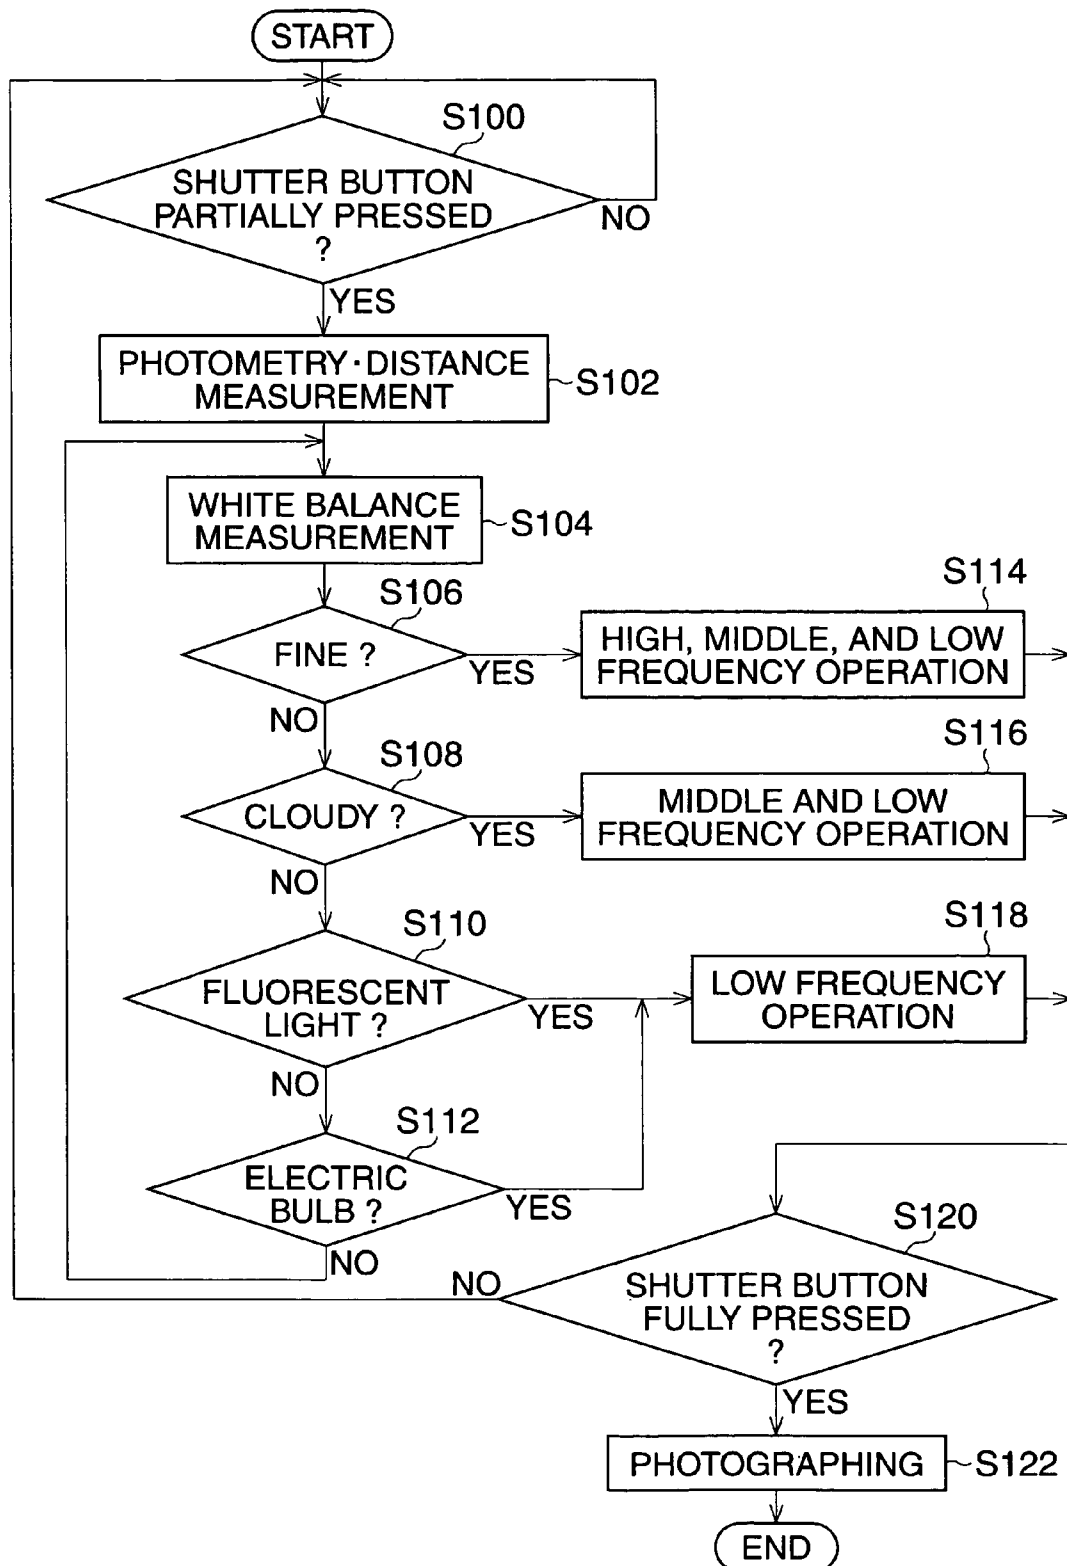 START
S100
SHUTTER BUTTON
PARTIALLY PRESSED
?
NO
YES
PHOTOMETRY・DISTANCE
MEASUREMENT
S102
WHITE BALANCE
MEASUREMENT
S104
S106
FINE ?
YES
NO
S114
HIGH, MIDDLE, AND LOW
FREQUENCY OPERATION
S108
CLOUDY ?
YES
NO
S116
MIDDLE AND LOW
FREQUENCY OPERATION
S110
FLUORESCENT
LIGHT ?
YES
NO
S118
LOW FREQUENCY
OPERATION
S112
ELECTRIC
BULB ?
YES
NO
S120
SHUTTER BUTTON
FULLY PRESSED
?
NO
YES
PHOTOGRAPHING
S122
END